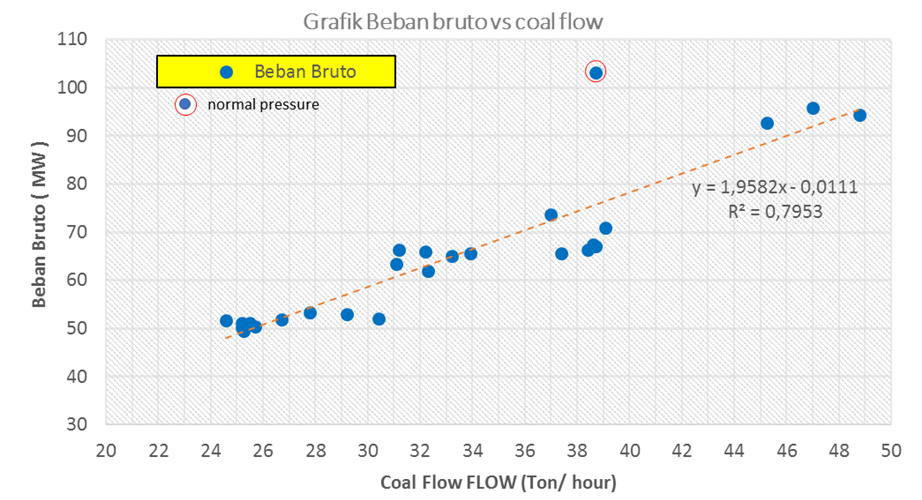 Grafik Beban bruto vs coal flow
110
100
90
80
70
60
50
40
30
Beban Bruto ( MW )
Beban Bruto
normal pressure
y = 1,9582x - 0,0111
R² = 0,7953
20 22 24 26 28 30 32 34 36 38 40 42 44 46 48 50
Coal Flow FLOW (Ton/ hour)